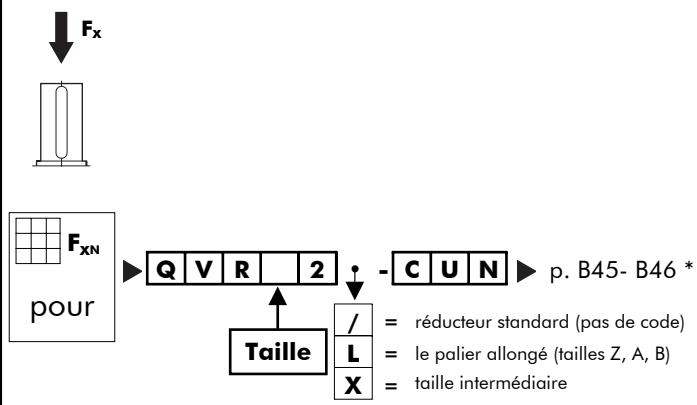 Fx
FxN
pour
Q V R 2 . - C U N p. B45- B46 *
Taille
/ = réducteur standard (pas de code)
L = le palier allongé (tailles Z, A, B)
X = taille intermédiaire